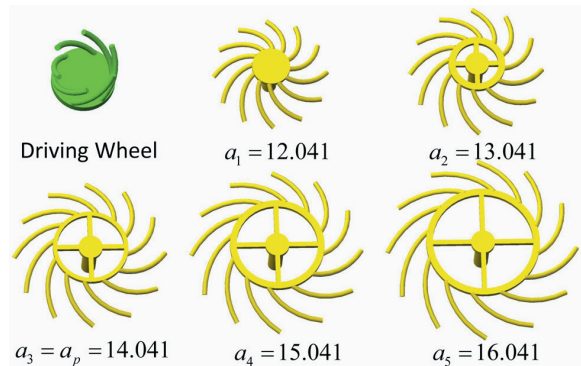 Driving Wheel
a₁ = 12.041
a₂ = 13.041
a₃ = aₚ = 14.041
a₄ = 15.041
a₅ = 16.041